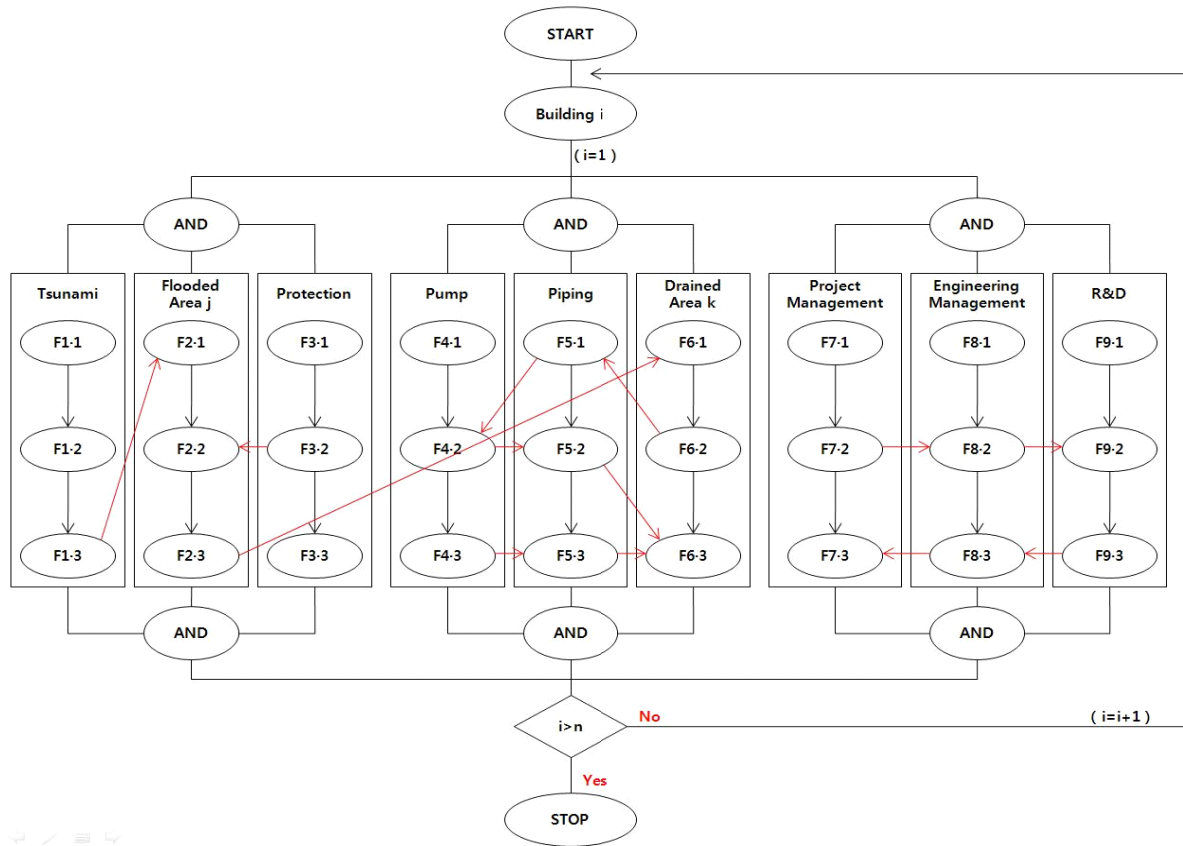 START
Building i
( i=1 )
AND
AND
AND
Tsunami
Flooded
Area j
Protection
Pump
Piping
Drained
Area k
Project
Management
Engineering
Management
R&D
F1·1
F2·1
F3·1
F4·1
F5·1
F6·1
F7·1
F8·1
F9·1
F1·2
F2·2
F3·2
F4·2
F5·2
F6·2
F7·2
F8·2
F9·2
F1·3
F2·3
F3·3
F4·3
F5·3
F6·3
F7·3
F8·3
F9·3
AND
AND
AND
i>n
No
( i=i+1 )
Yes
STOP